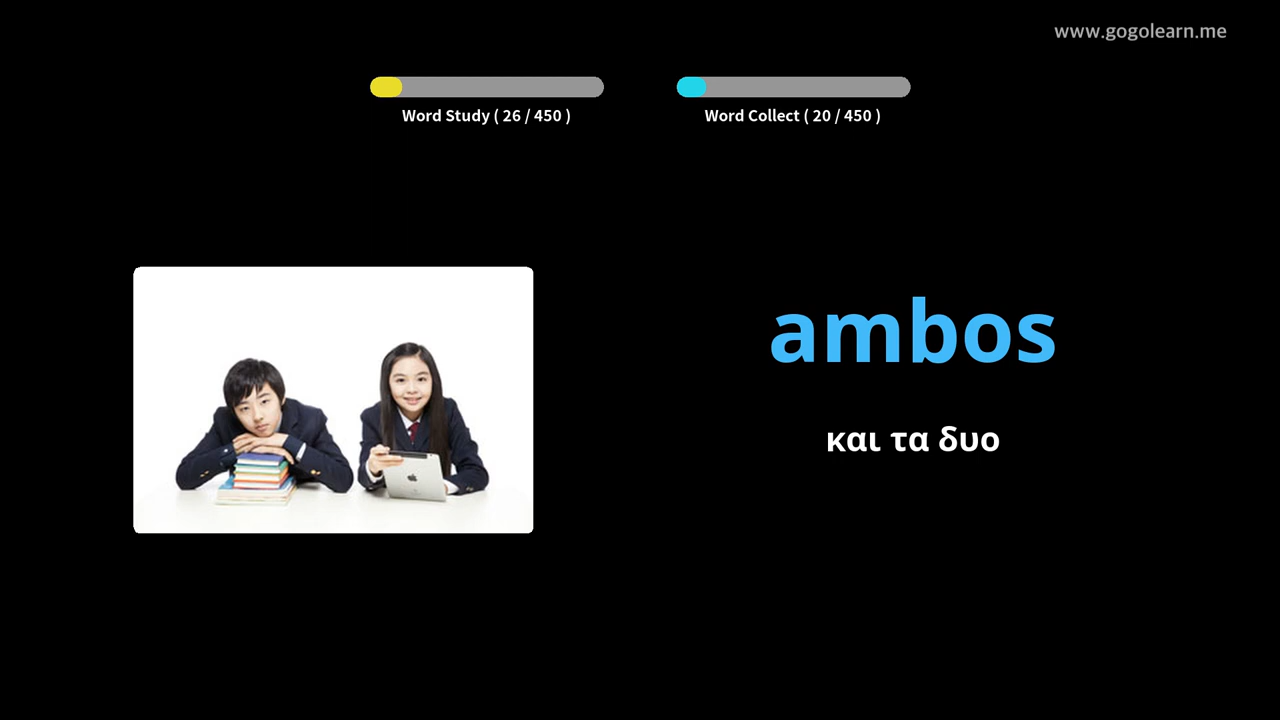 www.gogolearn.me
Word Study ( 26 / 450 )
Word Collect ( 20 / 450 )
ambos
και τα δυο